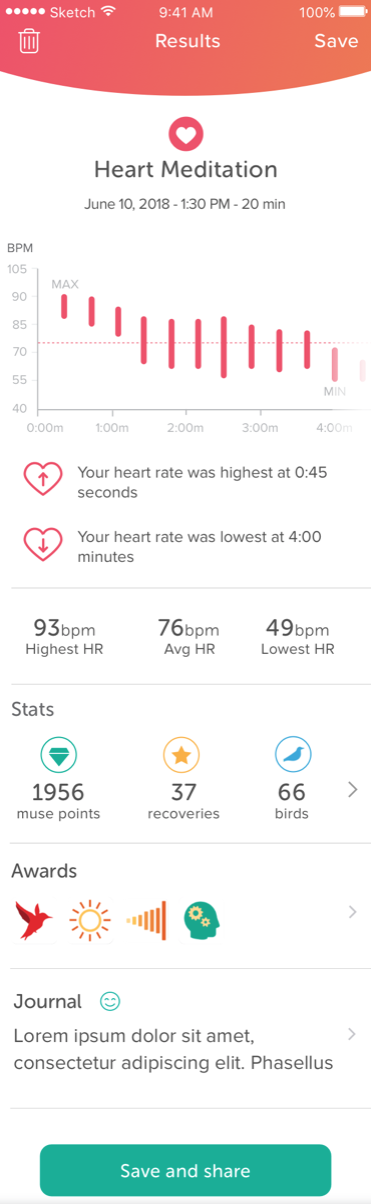 Sketch 9:41 AM 100%
Results Save
Heart Meditation
June 10, 2018 - 1:30 PM - 20 min
BPM
105
MAX
90
85
70
55
MIN
40
0:00m 1:00m 2:00m 3:00m 4:00m
Your heart rate was highest at 0:45
seconds
Your heart rate was lowest at 4:00
minutes
93bpm 76bpm 49bpm
Highest HR Avg HR Lowest HR
Stats
1956 37 66
muse points recoveries birds
Awards
Journal
Lorem ipsum dolor sit amet,
consectetur adipiscing elit. Phasellus
Save and share